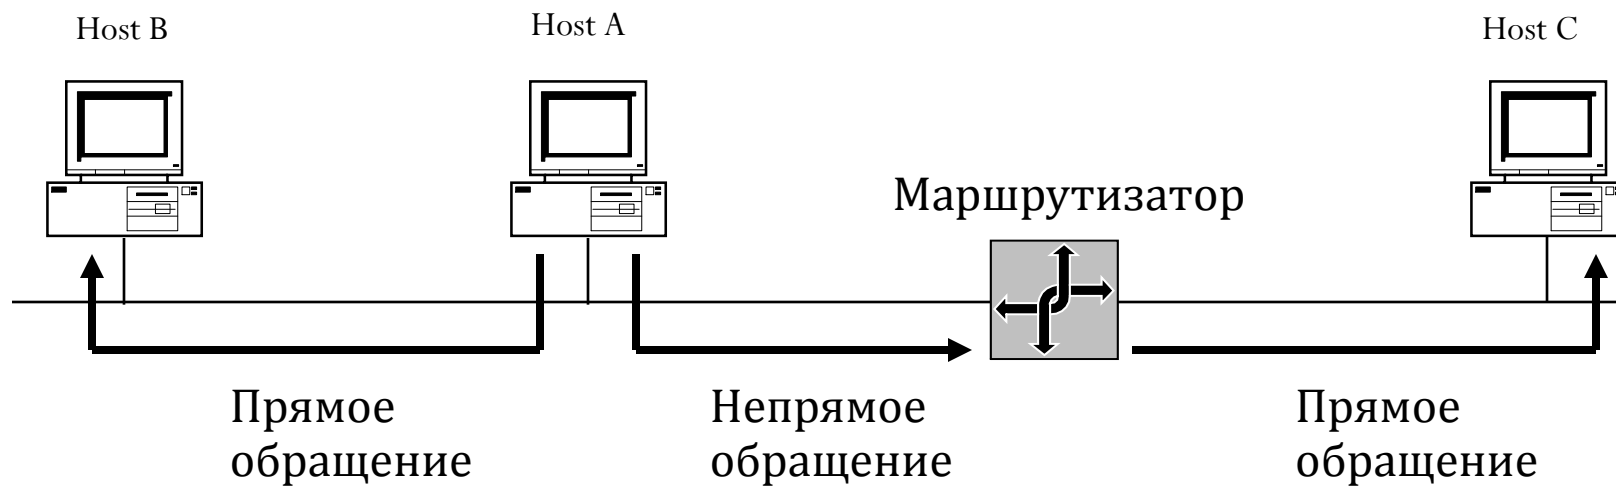 Host B
Host A
Host C
Маршрутизатор
Прямое
обращение
Непрямое
обращение
Прямое
обращение